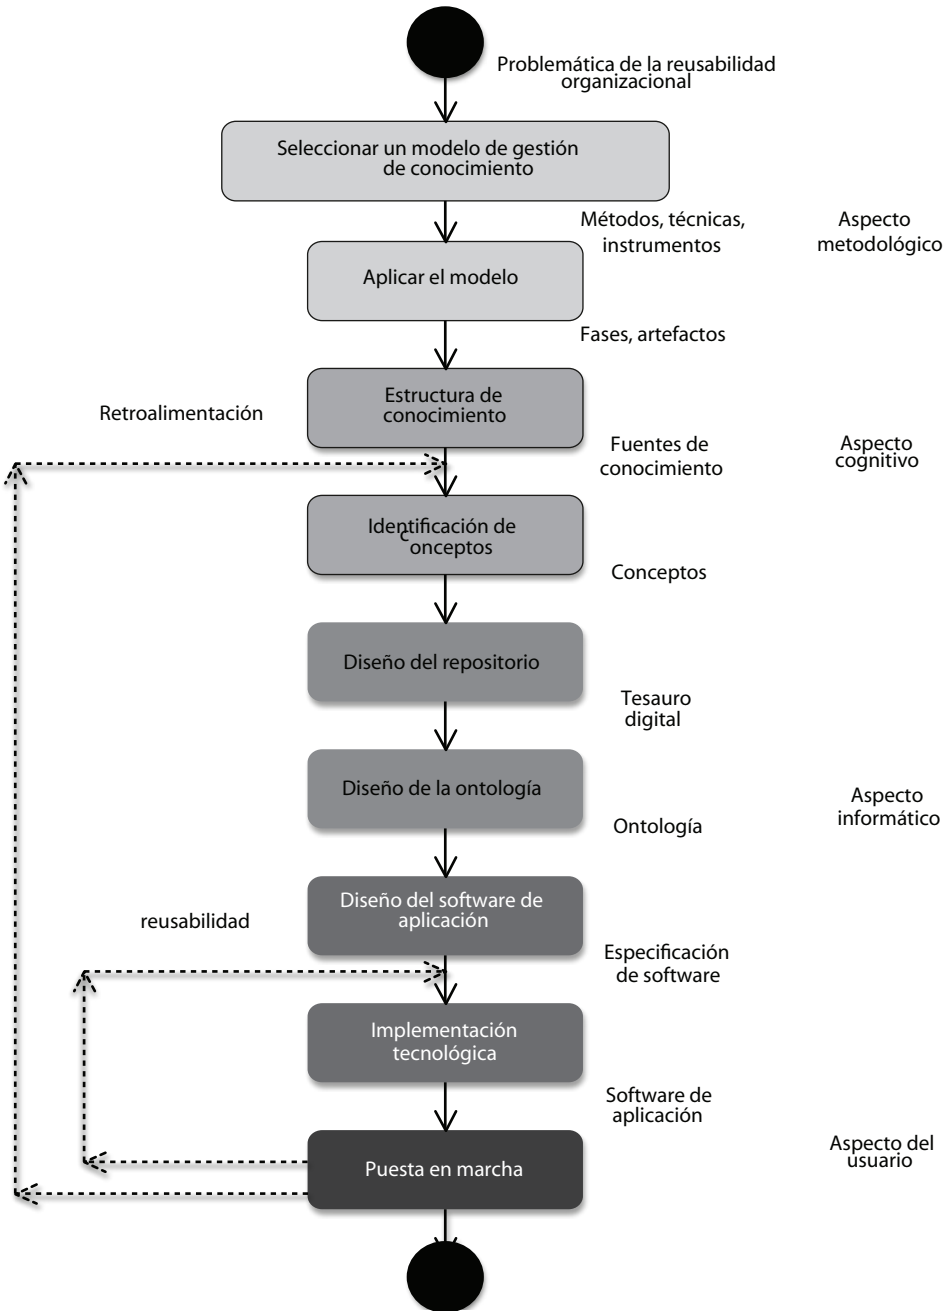 Problemática de la reusabilidad
organizacional
Seleccionar un modelo de gestión
de conocimiento
Métodos, técnicas,
instrumentos
Aspecto
metodológico
Aplicar el modelo
Fases, artefactos
Estructura de
conocimiento
Retroalimentación
Fuentes de
conocimiento
Aspecto
cognitivo
Identificación de
conceptos
Conceptos
Diseño del repositorio
Tesauro
digital
Diseño de la ontología
Aspecto
informático
Ontología
Diseño del software de
aplicación
reusabilidad
Especificación
de software
Implementación
tecnológica
Software de
aplicación
Aspecto del
usuario
Puesta en marcha